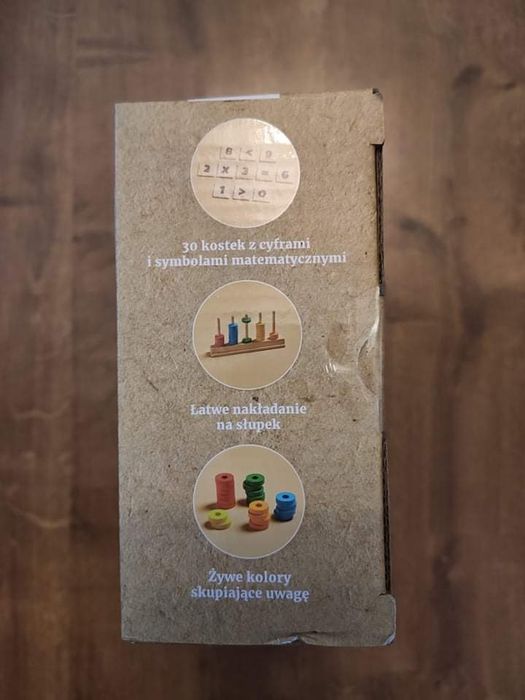 8 < 9
2 x 3 = 6
1 > 0
30 kostek z cyframi
i symbolami matematycznymi
Łatwe nakładanie
na słupek
Żywe kolory
skupiające uwagę